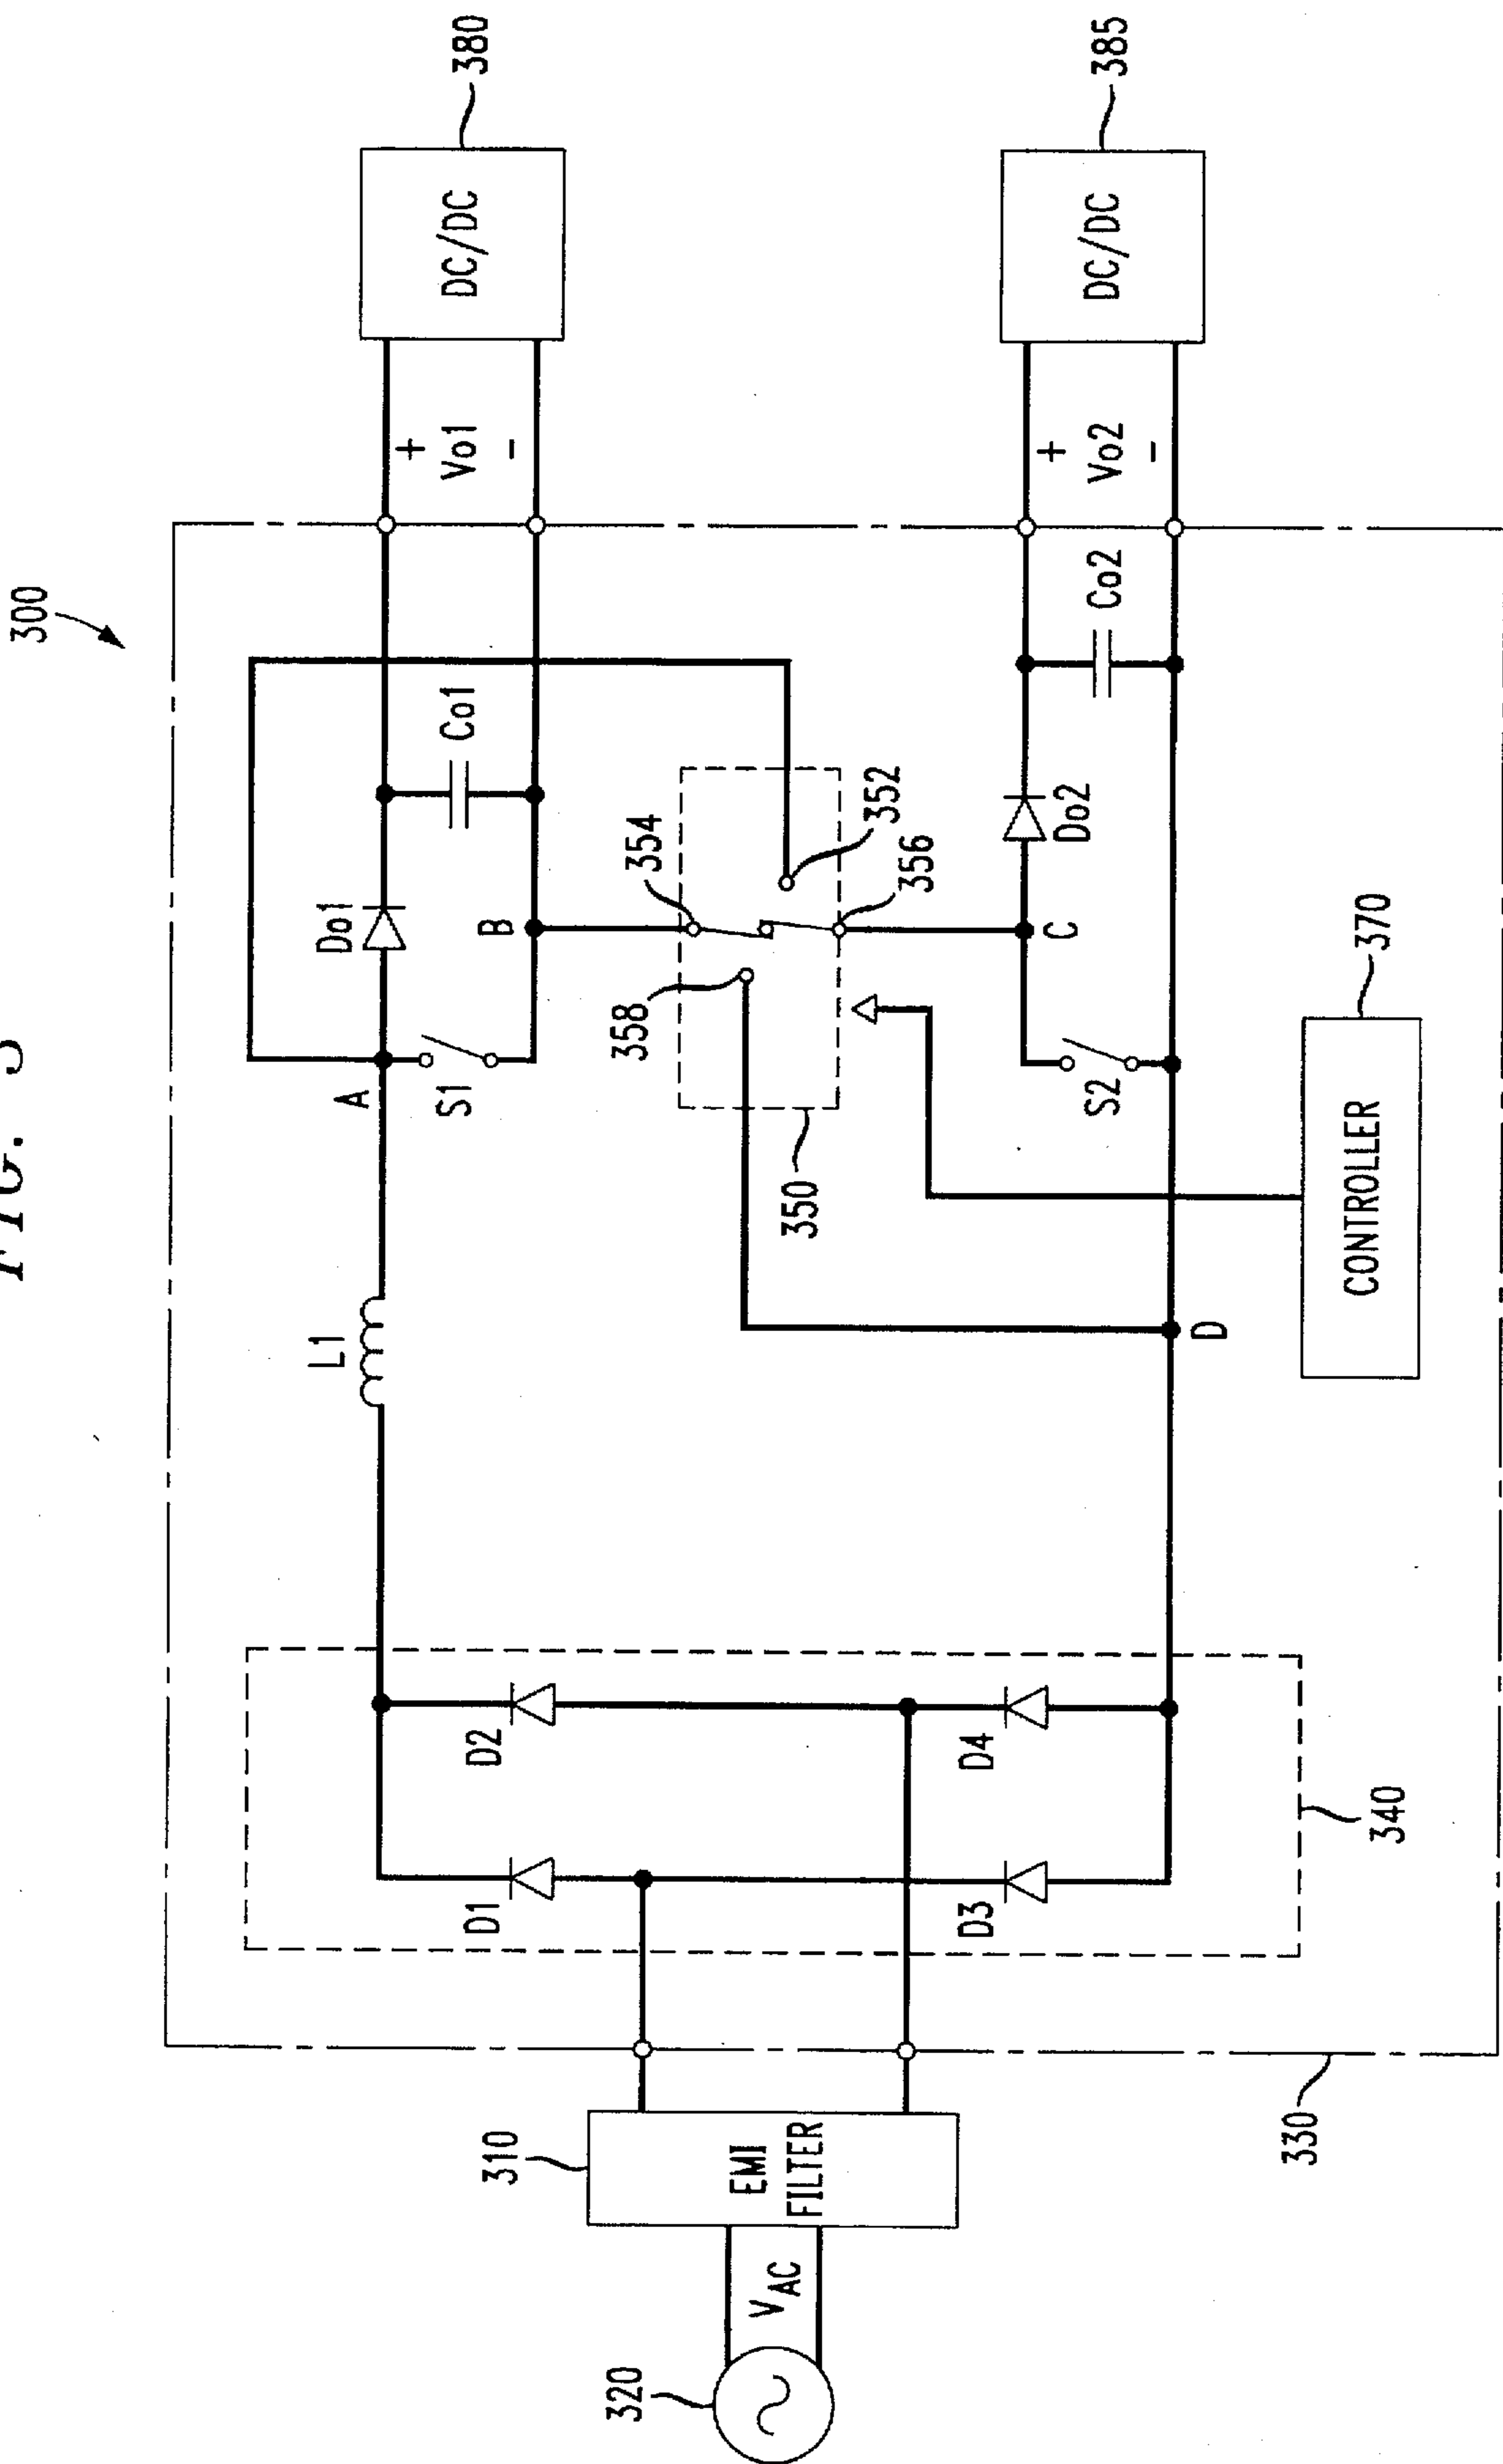 FIG. 3
300
320
VAC
310
EMI
FILTER
330
340
D1
D2
D3
D4
L1
A
S1
Do1
B
Co1
+
Vo1
-
DC/DC
380
350
358
354
352
356
C
D
S2
Do2
Co2
+
Vo2
-
DC/DC
385
CONTROLLER
370